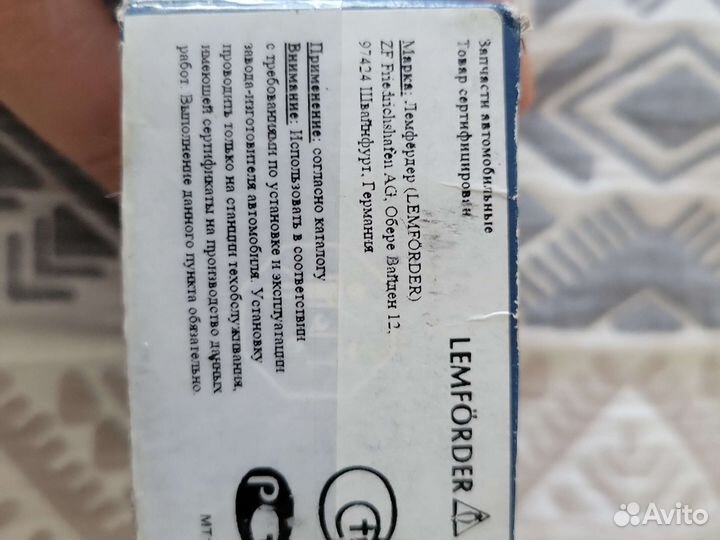 Запчасти автомобильные
Товар сертифицирован
LEMFÖRDER
Марка: Лемфёрдер (LEMFÖRDER)
ZF Friedrichshafen AG, Обере Вайден 12,
97424 Швайнфурт, Германия
Применение: согласно каталогу
Внимание: Использовать в соответствии
с требованиями по установке и эксплуатации
завода-изготовителя автомобиля. Установку
проводить только на станции техобслуживания,
имеющей сертификаты на производство данных
работ. Выполнение данного пункта обязательно.
МТ-
Avito